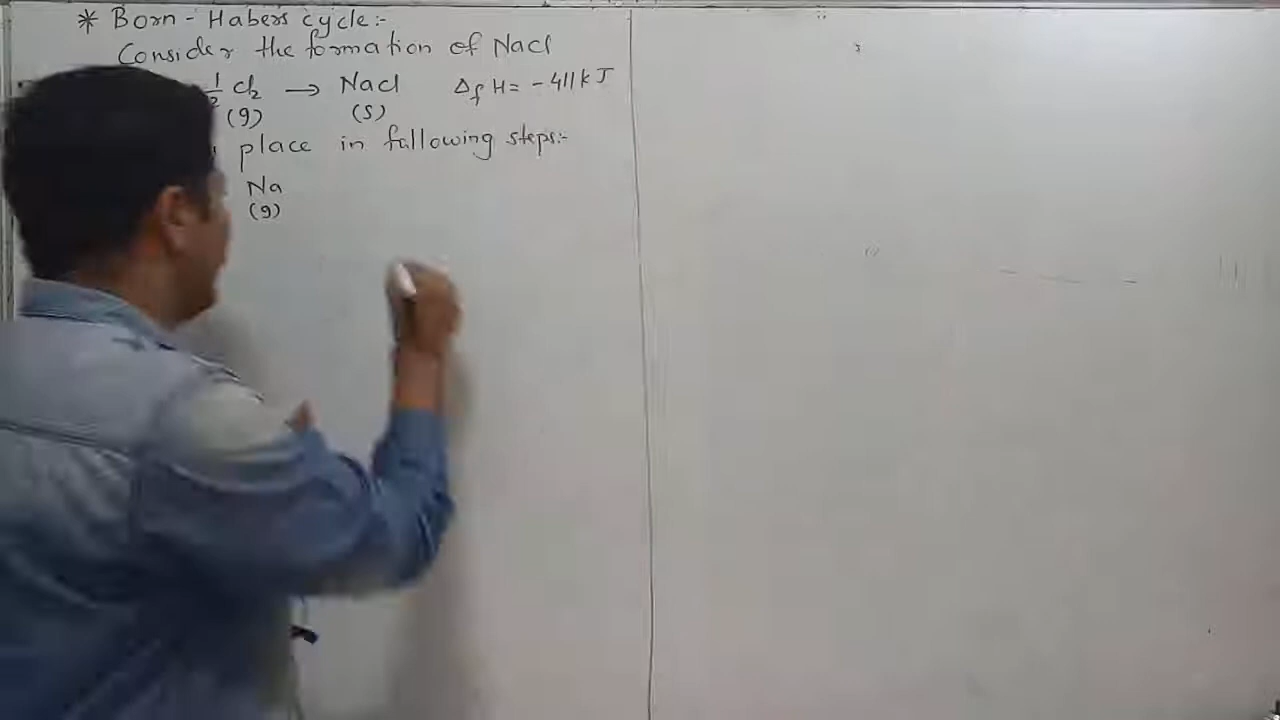 * Born - Habers cycle:-
Consider the formation of NaCl
1/2 Cl₂ → NaCl ΔfH = -411 kJ
(g) (s)
place in following steps:-
Na
(g)